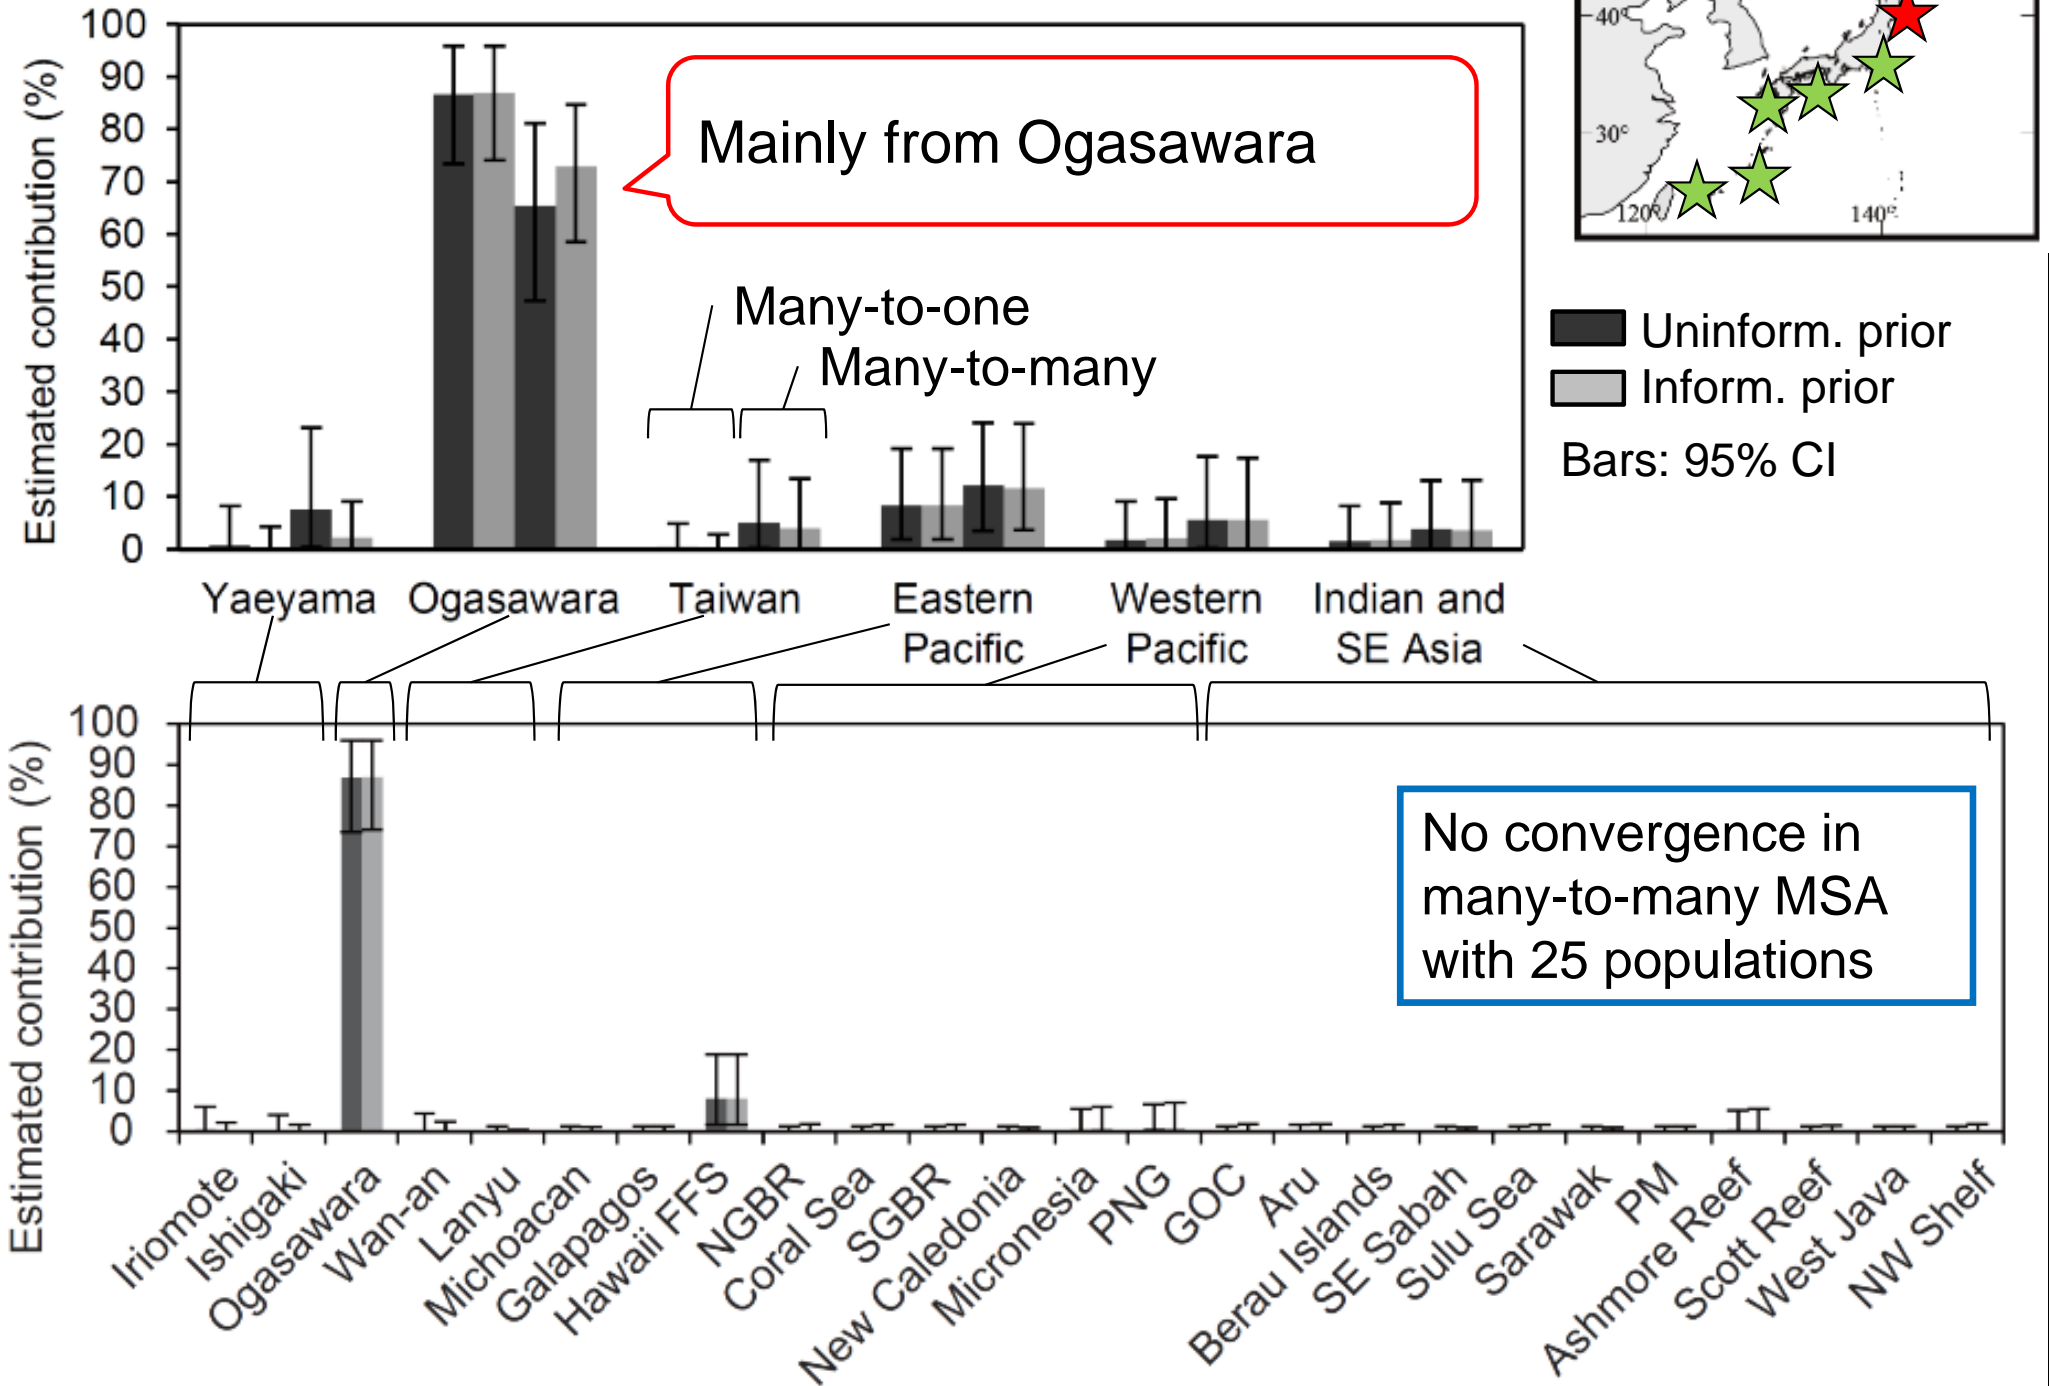 100
90
80
70
60
50
40
30
20
10
0
Estimated contribution (%)
Mainly from Ogasawara
Many-to-one
Many-to-many
40°
30°
120°
140°
Uninform. prior
Inform. prior
Bars: 95% CI
Yaeyama
Ogasawara
Taiwan
Eastern
Pacific
Western
Pacific
Indian and
SE Asia
100
90
80
70
60
50
40
30
20
10
0
Estimated contribution (%)
No convergence in
many-to-many MSA
with 25 populations
Iriomote
Ishigaki
Ogasawara
Wan-an
Lanyu
Michoacan
Galapagos
Hawaii FFS
NGBR
Coral Sea
SGBR
New Caledonia
Micronesia
PNG
GOC
Aru
Berau Islands
SE Sabah
Sulu Sea
Sarawak
PM
Ashmore Reef
Scott Reef
West Java
NW Shelf